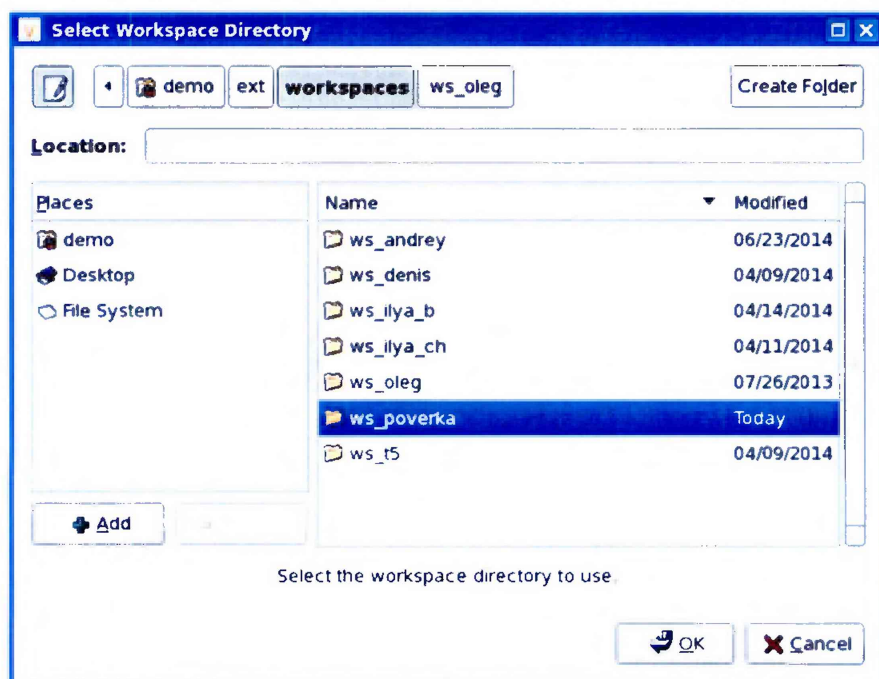 Select Workspace Directory
demo ext workspaces ws_oleg Create Folder
Location:
Places Name Modified
demo ws_andrey 06/23/2014
Desktop ws_denis 04/09/2014
File System ws_ilya_b 04/14/2014
ws_ilya_ch 04/11/2014
ws_oleg 07/26/2013
ws_poverka Today
ws_t5 04/09/2014
Add
Select the workspace directory to use.
OK Cancel